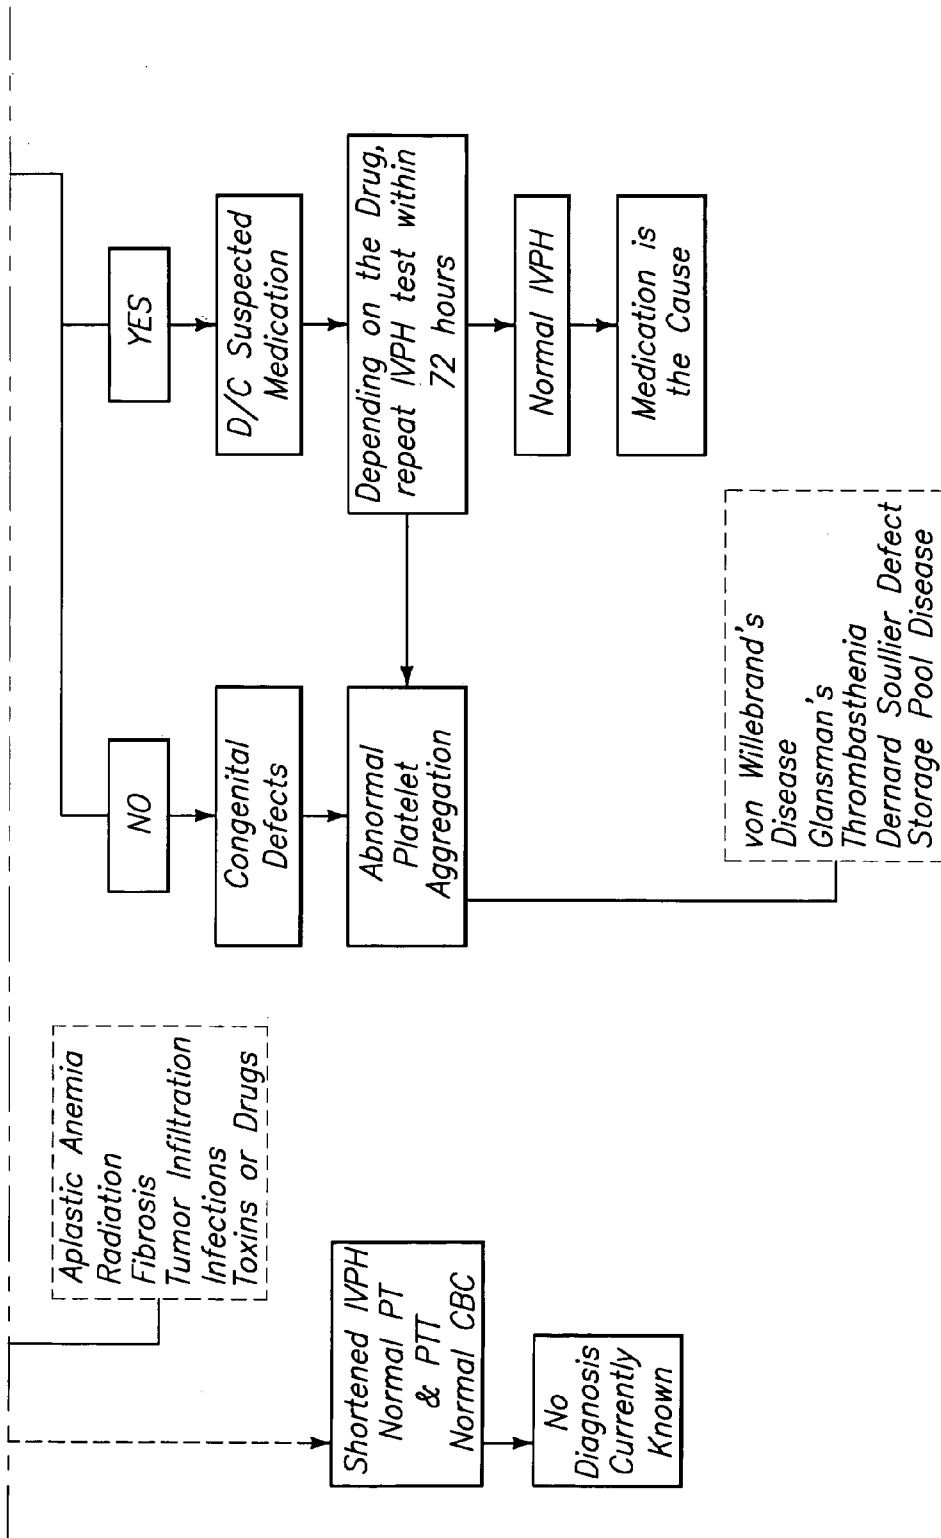 Aplastic Anemia
Radiation
Fibrosis
Tumor Infiltration
Infections
Toxins or Drugs
Shortened IVPH
Normal PT
& PTT
Normal CBC
No
Diagnosis
Currently
Known
NO
Congenital
Defects
Abnormal
Platelet
Aggregation
von Willebrand's
Disease
Glansman's
Thrombasthenia
Dernard Soullier Defect
Storage Pool Disease
YES
D/C Suspected
Medication
Depending on the Drug,
repeat IVPH test within
72 hours
Normal IVPH
Medication is
the Cause